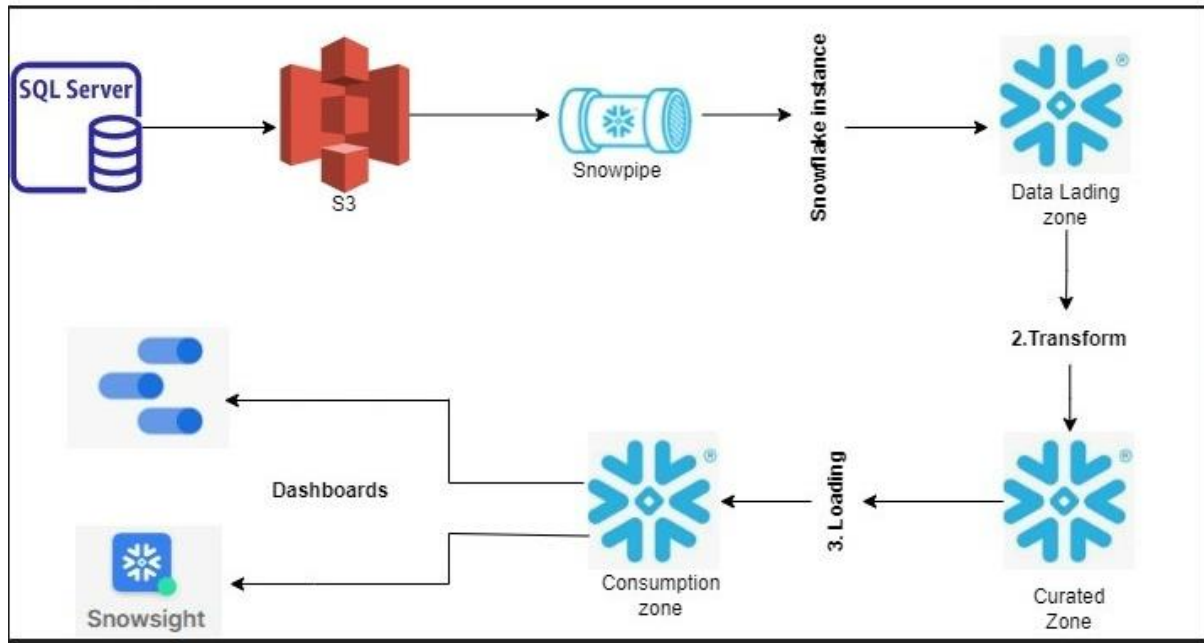 SQL Server
S3
Snowpipe
Snowflake instance
®
Data Lading
zone
2.Transform
®
Curated
Zone
3. Loading
®
Consumption
zone
Dashboards
Snowsight